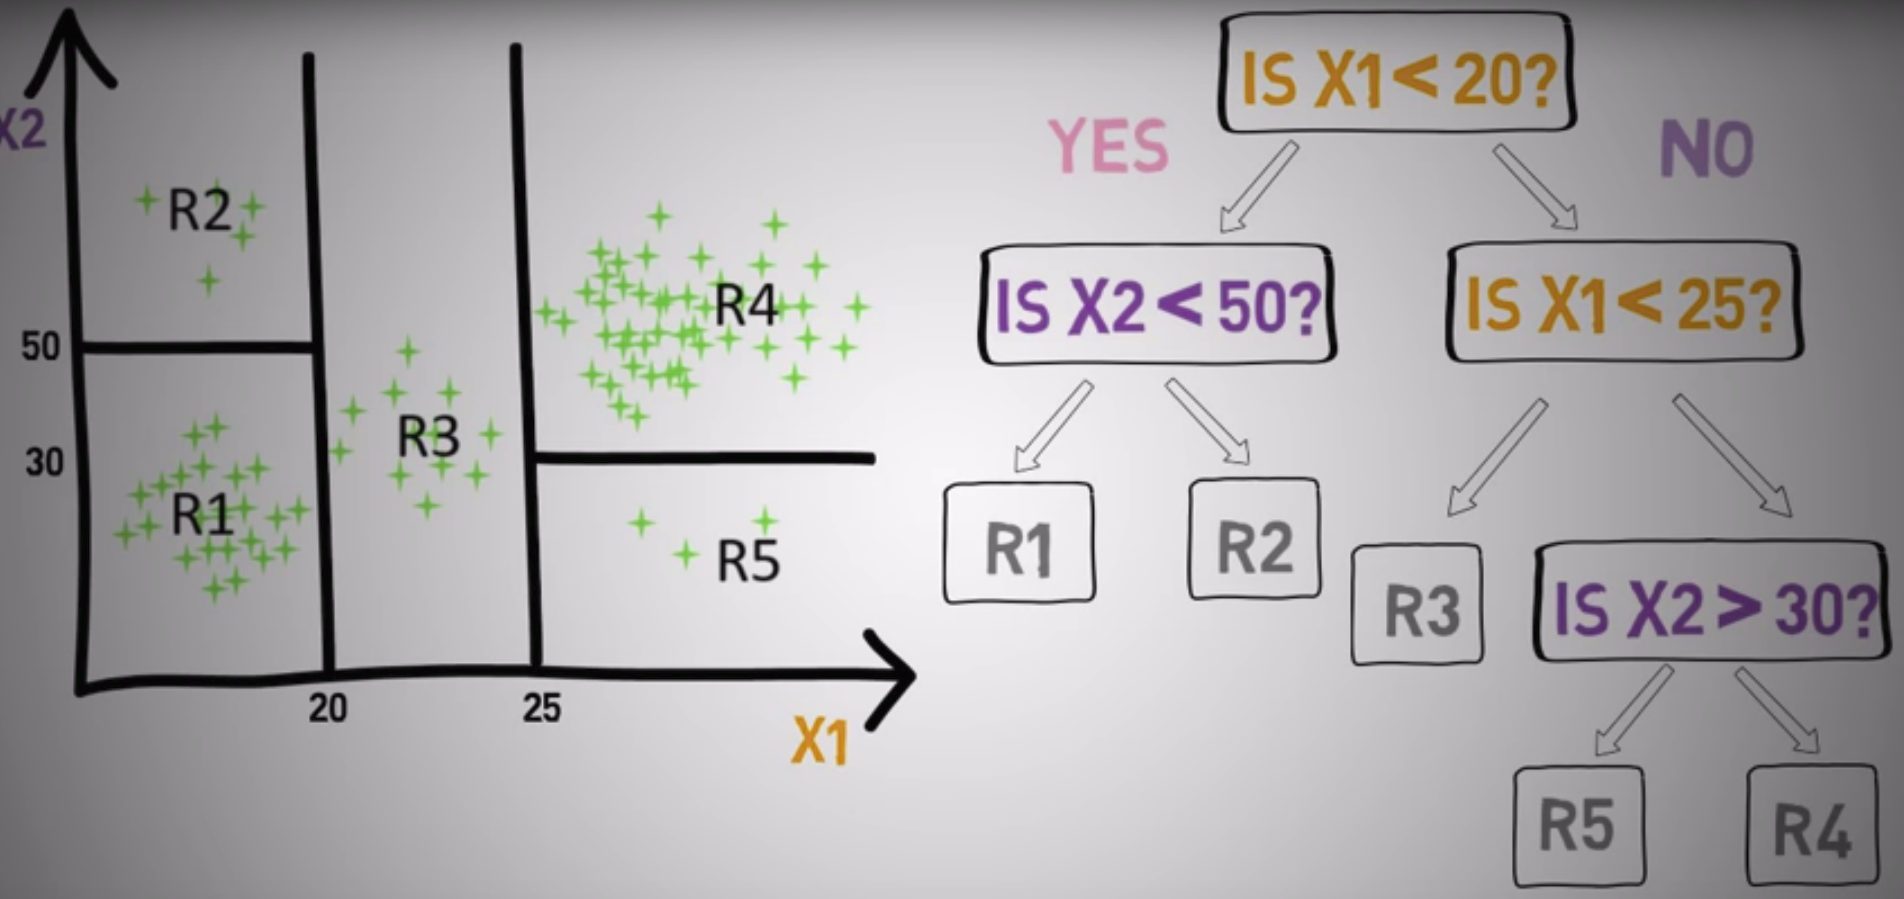 X2
R2
R4
50
R3
30
R1
R5
20
25
X1
IS X1 < 20?
YES
NO
IS X2 < 50?
IS X1 < 25?
R1
R2
R3
IS X2 > 30?
R5
R4